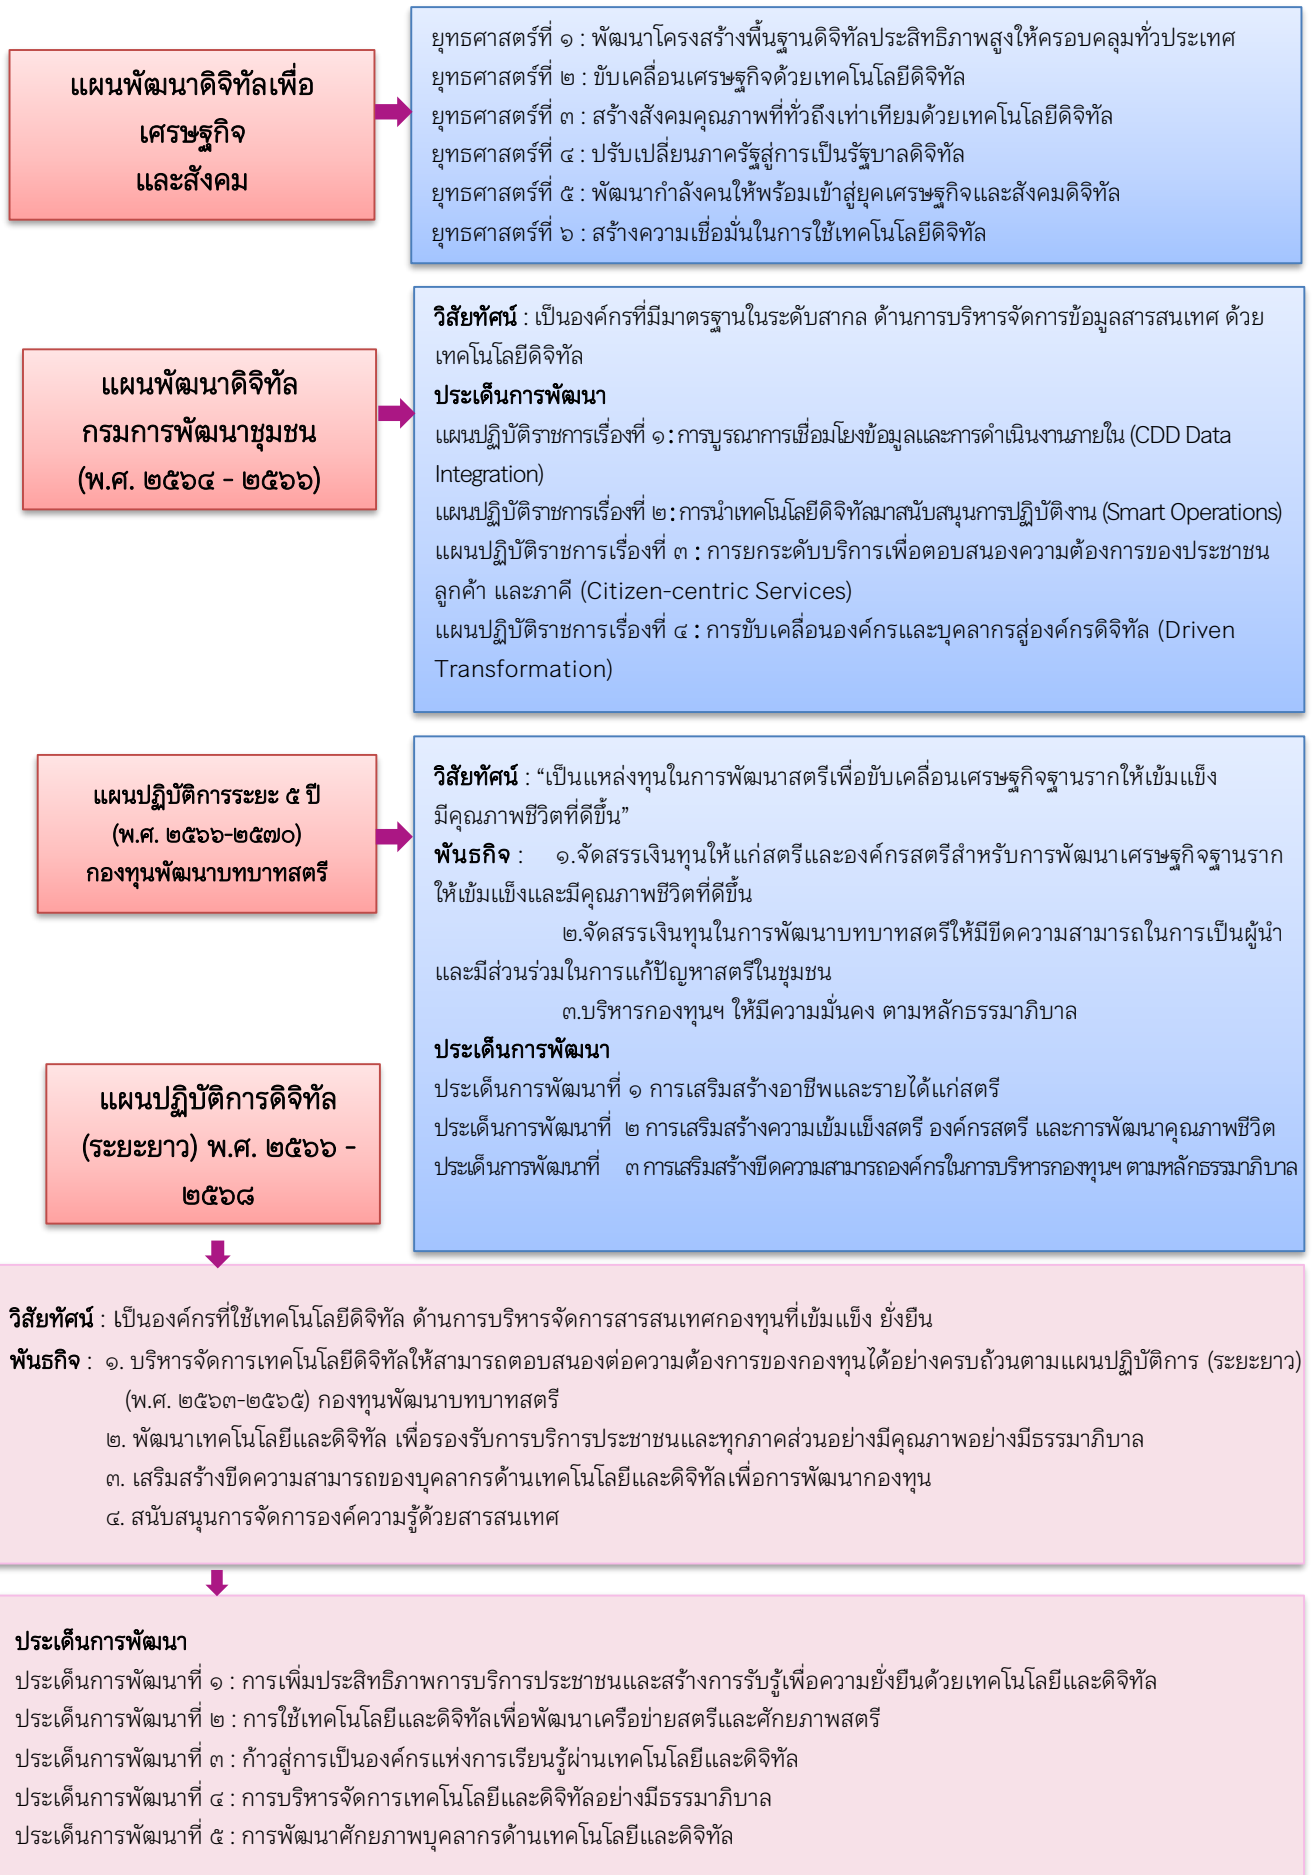 แผนพัฒนาดิจิทัลเพื่อ
เศรษฐกิจ
และสังคม
ยุทธศาสตร์ที่ ๑ : พัฒนาโครงสร้างพื้นฐานดิจิทัลประสิทธิภาพสูงให้ครอบคลุมทั่วประเทศ
ยุทธศาสตร์ที่ ๒ : ขับเคลื่อนเศรษฐกิจด้วยเทคโนโลยีดิจิทัล
ยุทธศาสตร์ที่ ๓ : สร้างสังคมคุณภาพที่ทั่วถึงเท่าเทียมด้วยเทคโนโลยีดิจิทัล
ยุทธศาสตร์ที่ ๔ : ปรับเปลี่ยนภาครัฐสู่การเป็นรัฐบาลดิจิทัล
ยุทธศาสตร์ที่ ๕ : พัฒนากำลังคนให้พร้อมเข้าสู่ยุคเศรษฐกิจและสังคมดิจิทัล
ยุทธศาสตร์ที่ ๖ : สร้างความเชื่อมั่นในการใช้เทคโนโลยีดิจิทัล
แผนพัฒนาดิจิทัล
กรมการพัฒนาชุมชน
(พ.ศ. ๒๕๖๔ - ๒๕๖๖)
วิสัยทัศน์ : เป็นองค์กรที่มีมาตรฐานในระดับสากล ด้านการบริหารจัดการข้อมูลสารสนเทศ ด้วย
เทคโนโลยีดิจิทัล
ประเด็นการพัฒนา
แผนปฏิบัติราชการเรื่องที่ ๑ : การบูรณาการเชื่อมโยงข้อมูลและการดำเนินงานภายใน (CDD Data
Integration)
แผนปฏิบัติราชการเรื่องที่ ๒ : การนำเทคโนโลยีดิจิทัลมาสนับสนุนการปฏิบัติงาน (Smart Operations)
แผนปฏิบัติราชการเรื่องที่ ๓ : การยกระดับบริการเพื่อตอบสนองความต้องการของประชาชน
ลูกค้า และภาคี (Citizen-centric Services)
แผนปฏิบัติราชการเรื่องที่ ๔ : การขับเคลื่อนองค์กรและบุคลากรสู่องค์กรดิจิทัล (Driven
Transformation)
แผนปฏิบัติการระยะ ๕ ปี
(พ.ศ. ๒๕๖๖-๒๕๗๐)
กองทุนพัฒนาบทบาทสตรี
วิสัยทัศน์ : “เป็นแหล่งทุนในการพัฒนาสตรีเพื่อขับเคลื่อนเศรษฐกิจฐานรากให้เข้มแข็ง
มีคุณภาพชีวิตที่ดีขึ้น”
พันธกิจ : ๑.จัดสรรเงินทุนให้แก่สตรีและองค์กรสตรีสำหรับการพัฒนาเศรษฐกิจฐานราก
ให้เข้มแข็งและมีคุณภาพชีวิตที่ดีขึ้น
๒.จัดสรรเงินทุนในการพัฒนาบทบาทสตรีให้มีขีดความสามารถในการเป็นผู้นำ
และมีส่วนร่วมในการแก้ปัญหาสตรีในชุมชน
๓.บริหารกองทุนฯ ให้มีความมั่นคง ตามหลักธรรมาภิบาล
ประเด็นการพัฒนา
ประเด็นการพัฒนาที่ ๑ การเสริมสร้างอาชีพและรายได้แก่สตรี
ประเด็นการพัฒนาที่ ๒ การเสริมสร้างความเข้มแข็งสตรี องค์กรสตรี และการพัฒนาคุณภาพชีวิต
ประเด็นการพัฒนาที่ ๓ การเสริมสร้างขีดความสามารถองค์กรในการบริหารกองทุนฯ ตามหลักธรรมาภิบาล
แผนปฏิบัติการดิจิทัล
(ระยะยาว) พ.ศ. ๒๕๖๖ -
๒๕๖๘
วิสัยทัศน์ : เป็นองค์กรที่ใช้เทคโนโลยีดิจิทัล ด้านการบริหารจัดการสารสนเทศกองทุนที่เข้มแข็ง ยั่งยืน
พันธกิจ : ๑. บริหารจัดการเทคโนโลยีดิจิทัลให้สามารถตอบสนองต่อความต้องการของกองทุนได้อย่างครบถ้วนตามแผนปฏิบัติการ (ระยะยาว)
(พ.ศ. ๒๕๖๓-๒๕๖๕) กองทุนพัฒนาบทบาทสตรี
๒. พัฒนาเทคโนโลยีและดิจิทัล เพื่อรองรับการบริการประชาชนและทุกภาคส่วนอย่างมีคุณภาพอย่างมีธรรมาภิบาล
๓. เสริมสร้างขีดความสามารถของบุคลากรด้านเทคโนโลยีและดิจิทัลเพื่อการพัฒนากองทุน
๔. สนับสนุนการจัดการองค์ความรู้ด้วยสารสนเทศ
ประเด็นการพัฒนา
ประเด็นการพัฒนาที่ ๑ : การเพิ่มประสิทธิภาพการบริการประชาชนและสร้างการรับรู้เพื่อความยั่งยืนด้วยเทคโนโลยีและดิจิทัล
ประเด็นการพัฒนาที่ ๒ : การใช้เทคโนโลยีและดิจิทัลเพื่อพัฒนาเครือข่ายสตรีและศักยภาพสตรี
ประเด็นการพัฒนาที่ ๓ : ก้าวสู่การเป็นองค์กรแห่งการเรียนรู้ผ่านเทคโนโลยีและดิจิทัล
ประเด็นการพัฒนาที่ ๔ : การบริหารจัดการเทคโนโลยีและดิจิทัลอย่างมีธรรมาภิบาล
ประเด็นการพัฒนาที่ ๕ : การพัฒนาศักยภาพบุคลากรด้านเทคโนโลยีและดิจิทัล